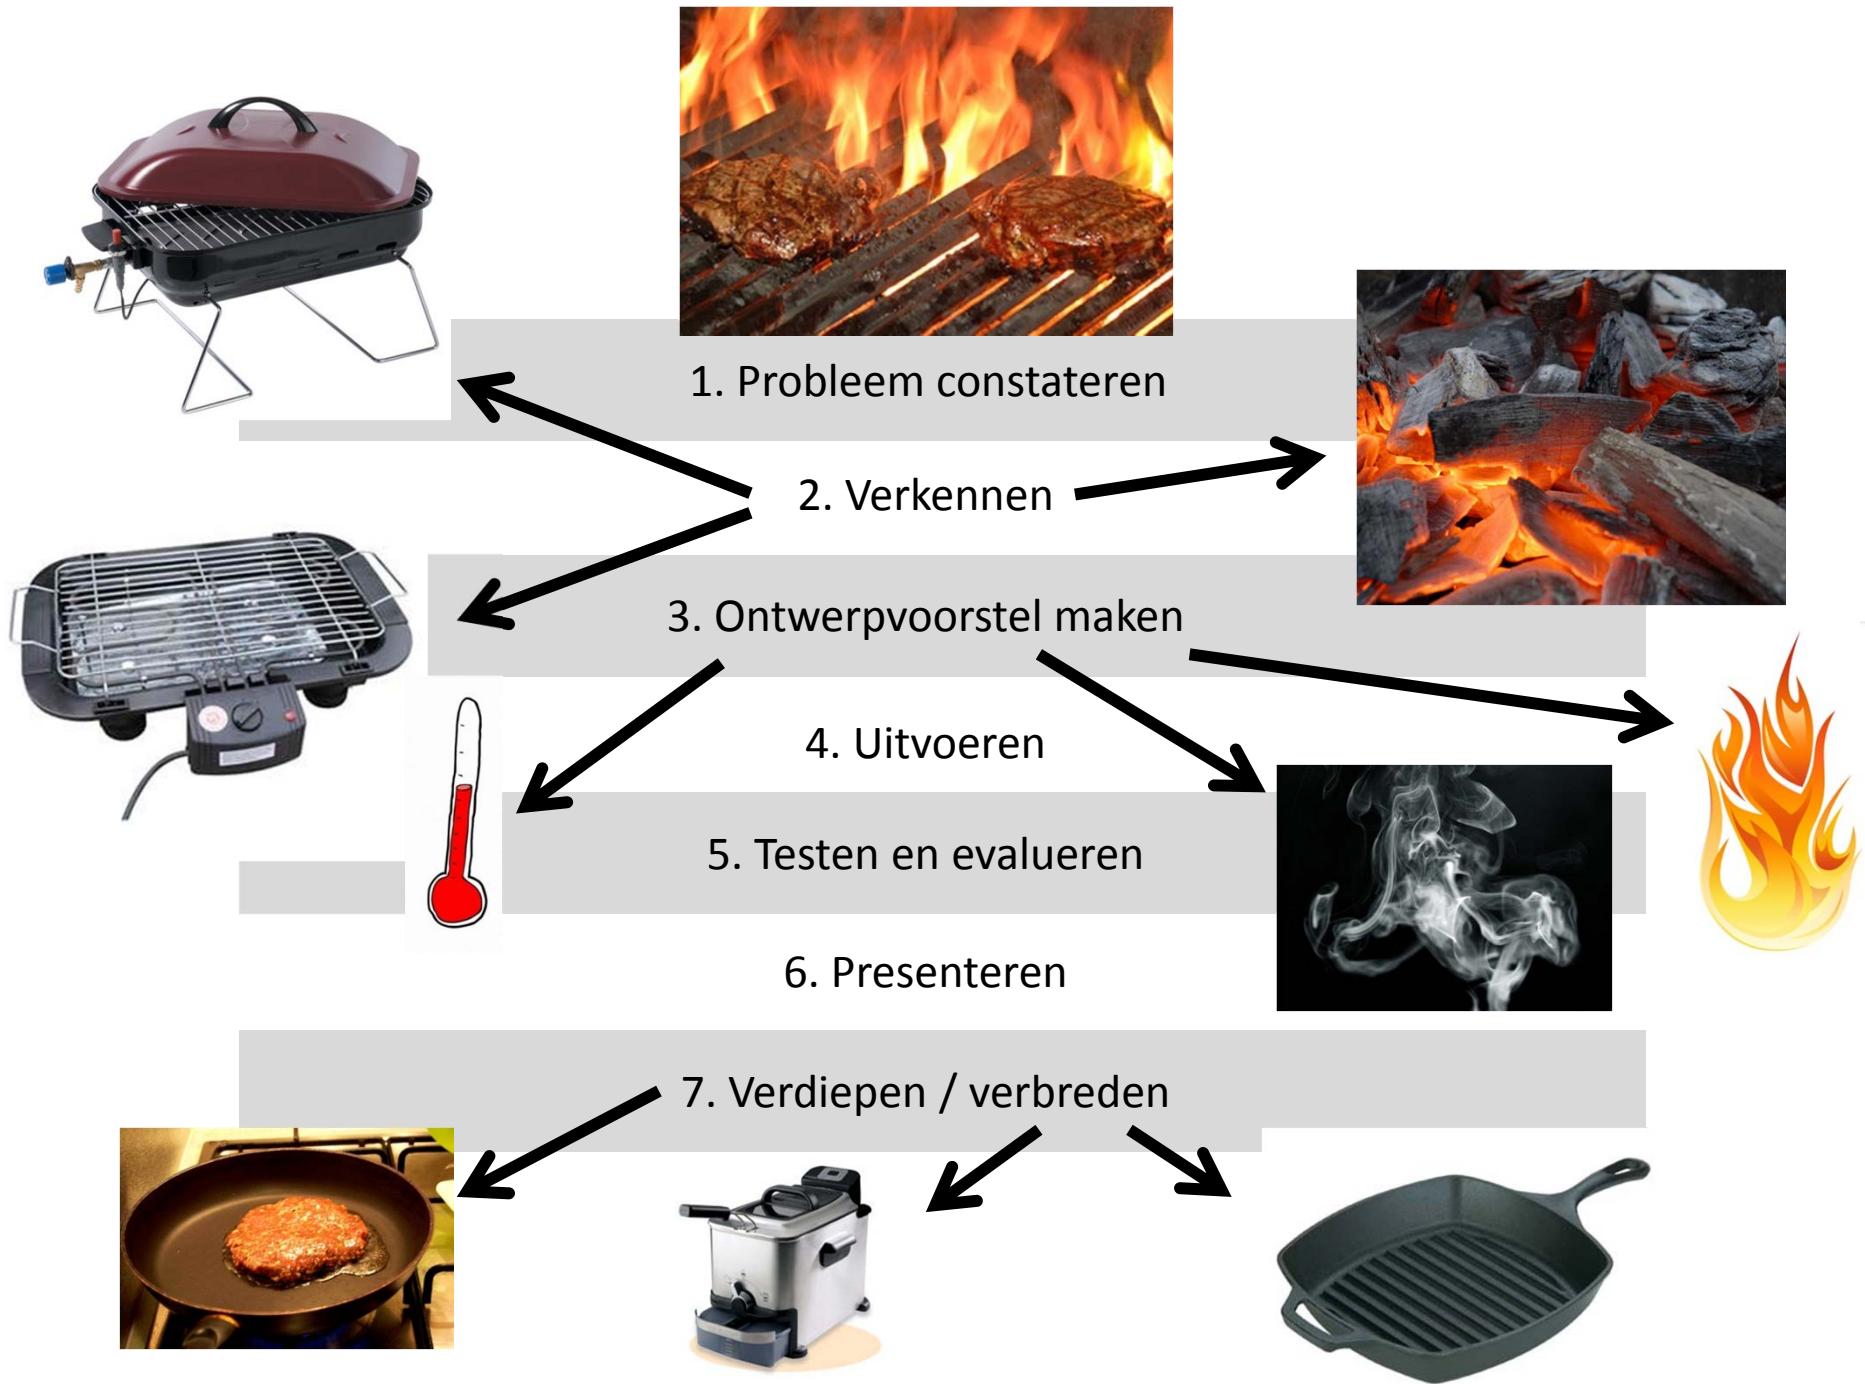 1. Probleem constateren
2. Verkennen
3. Ontwerpvoorstel maken
4. Uitvoeren
5. Testen en evalueren
6. Presenteren
7. Verdiepen / verbreden